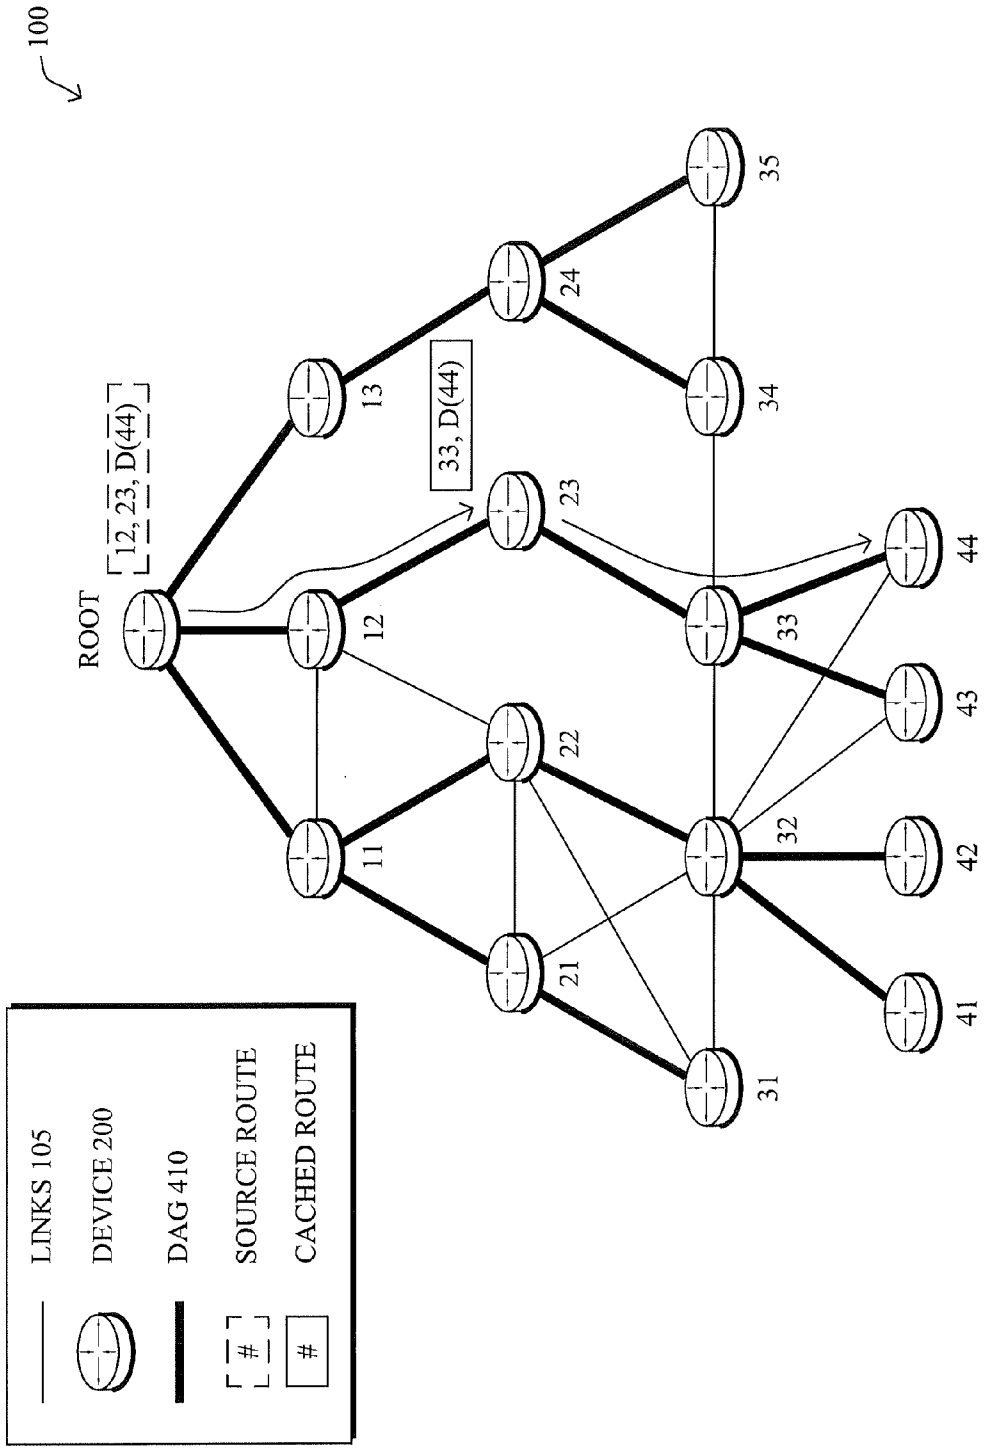 100
LINKS 105
DEVICE 200
DAG 410
# SOURCE ROUTE
# CACHED ROUTE
ROOT
12, 23, D(44)
11
12
13
33, D(44)
21
22
23
24
31
32
33
34
35
41
42
43
44